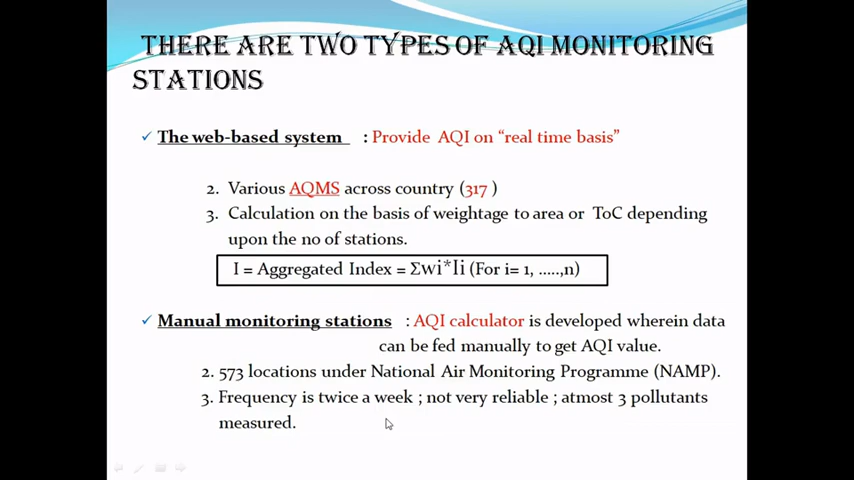 THERE ARE TWO TYPES OF AQI MONITORING
STATIONS
✓ The web-based system : Provide AQI on “real time basis”
2. Various AQMS across country (317 )
3. Calculation on the basis of weightage to area or ToC depending
upon the no of stations.
I = Aggregated Index = Σwi*Ii (For i= 1, .....,n)
✓ Manual monitoring stations : AQI calculator is developed wherein data
can be fed manually to get AQI value.
2. 573 locations under National Air Monitoring Programme (NAMP).
3. Frequency is twice a week ; not very reliable ; atmost 3 pollutants
measured.